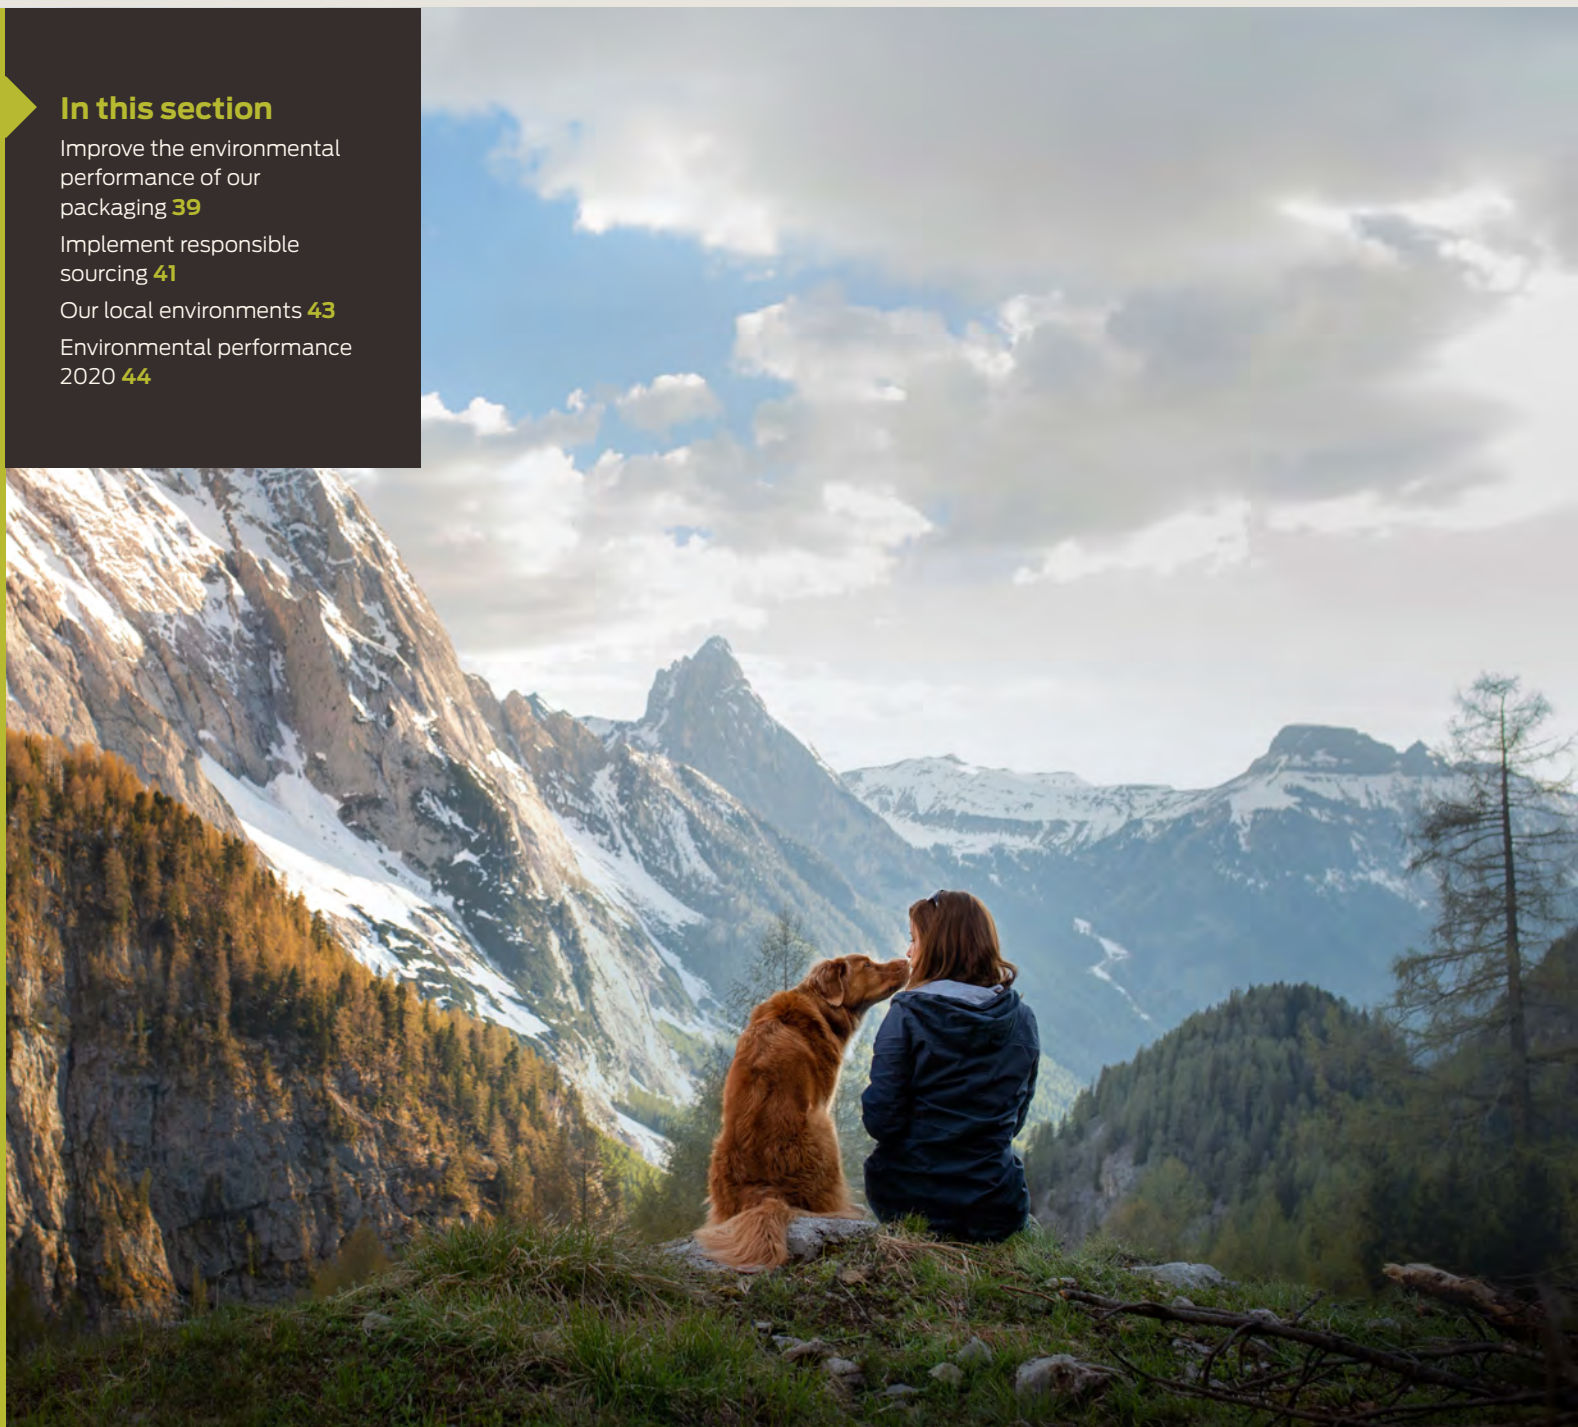 In this section
Improve the environmental
performance of our
packaging 39
Implement responsible
sourcing 41
Our local environments 43
Environmental performance
2020 44